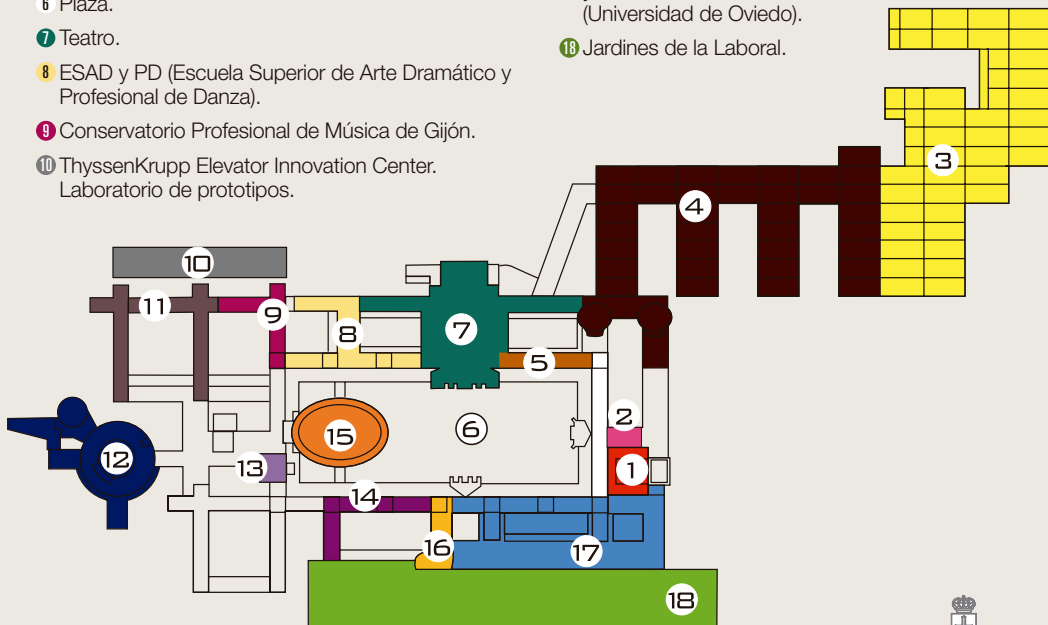 6 Plaza.
7 Teatro.
8 ESAD y PD (Escuela Superior de Arte Dramático y
Profesional de Danza).
9 Conservatorio Profesional de Música de Gijón.
10 ThyssenKrupp Elevator Innovation Center.
Laboratorio de prototipos.
(Universidad de Oviedo).
18 Jardines de la Laboral.
3
4
10
11
9
8
7
5
2
15
6
12
13
1
14
16
17
18